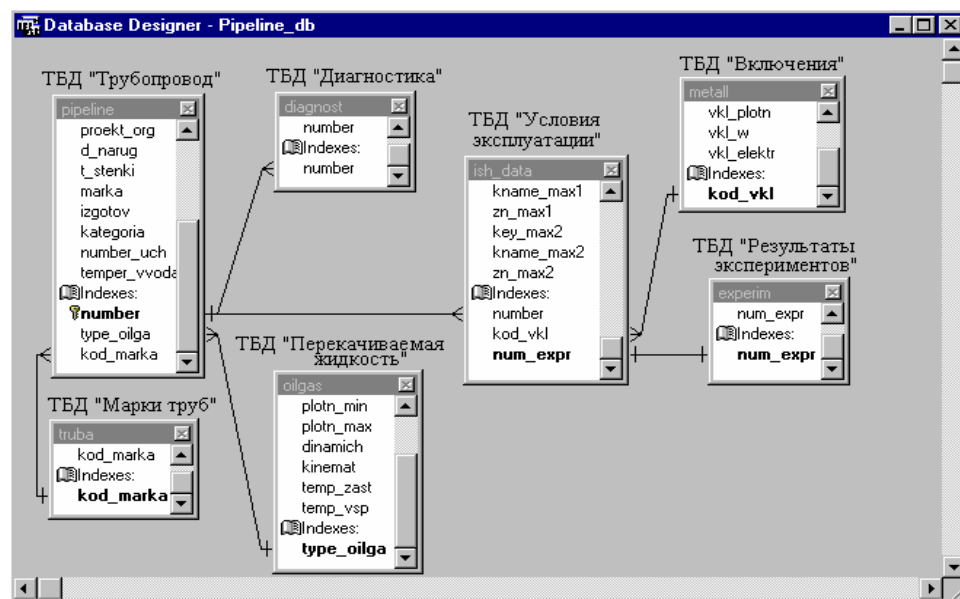 Database Designer - Pipeline_db
ТБД "Трубопровод"
pipeline
proekt_org
d_narug
t_stenki
marka
izgotov
kategoria
number_uch
temper_vvoda
Indexes:
number
type_oilga
kod_marka
ТБД "Диагностика"
diagnost
number
Indexes:
number
ТБД "Условия
эксплуатации"
ish_data
kname_max1
zn_max1
key_max2
kname_max2
zn_max2
Indexes:
number
kod_vkl
num_expr
ТБД "Включения"
metall
vkl_plotn
vkl_w
vkl_elektr
Indexes:
kod_vkl
ТБД "Результаты
экспериментов"
experim
num_expr
Indexes:
num_expr
ТБД "Марки труб"
truba
kod_marka
Indexes:
kod_marka
ТБД "Перекачиваемая
жидкость"
oilgas
plotn_min
plotn_max
dinamich
kinemat
temp_zast
temp_vsp
Indexes:
type_oilga